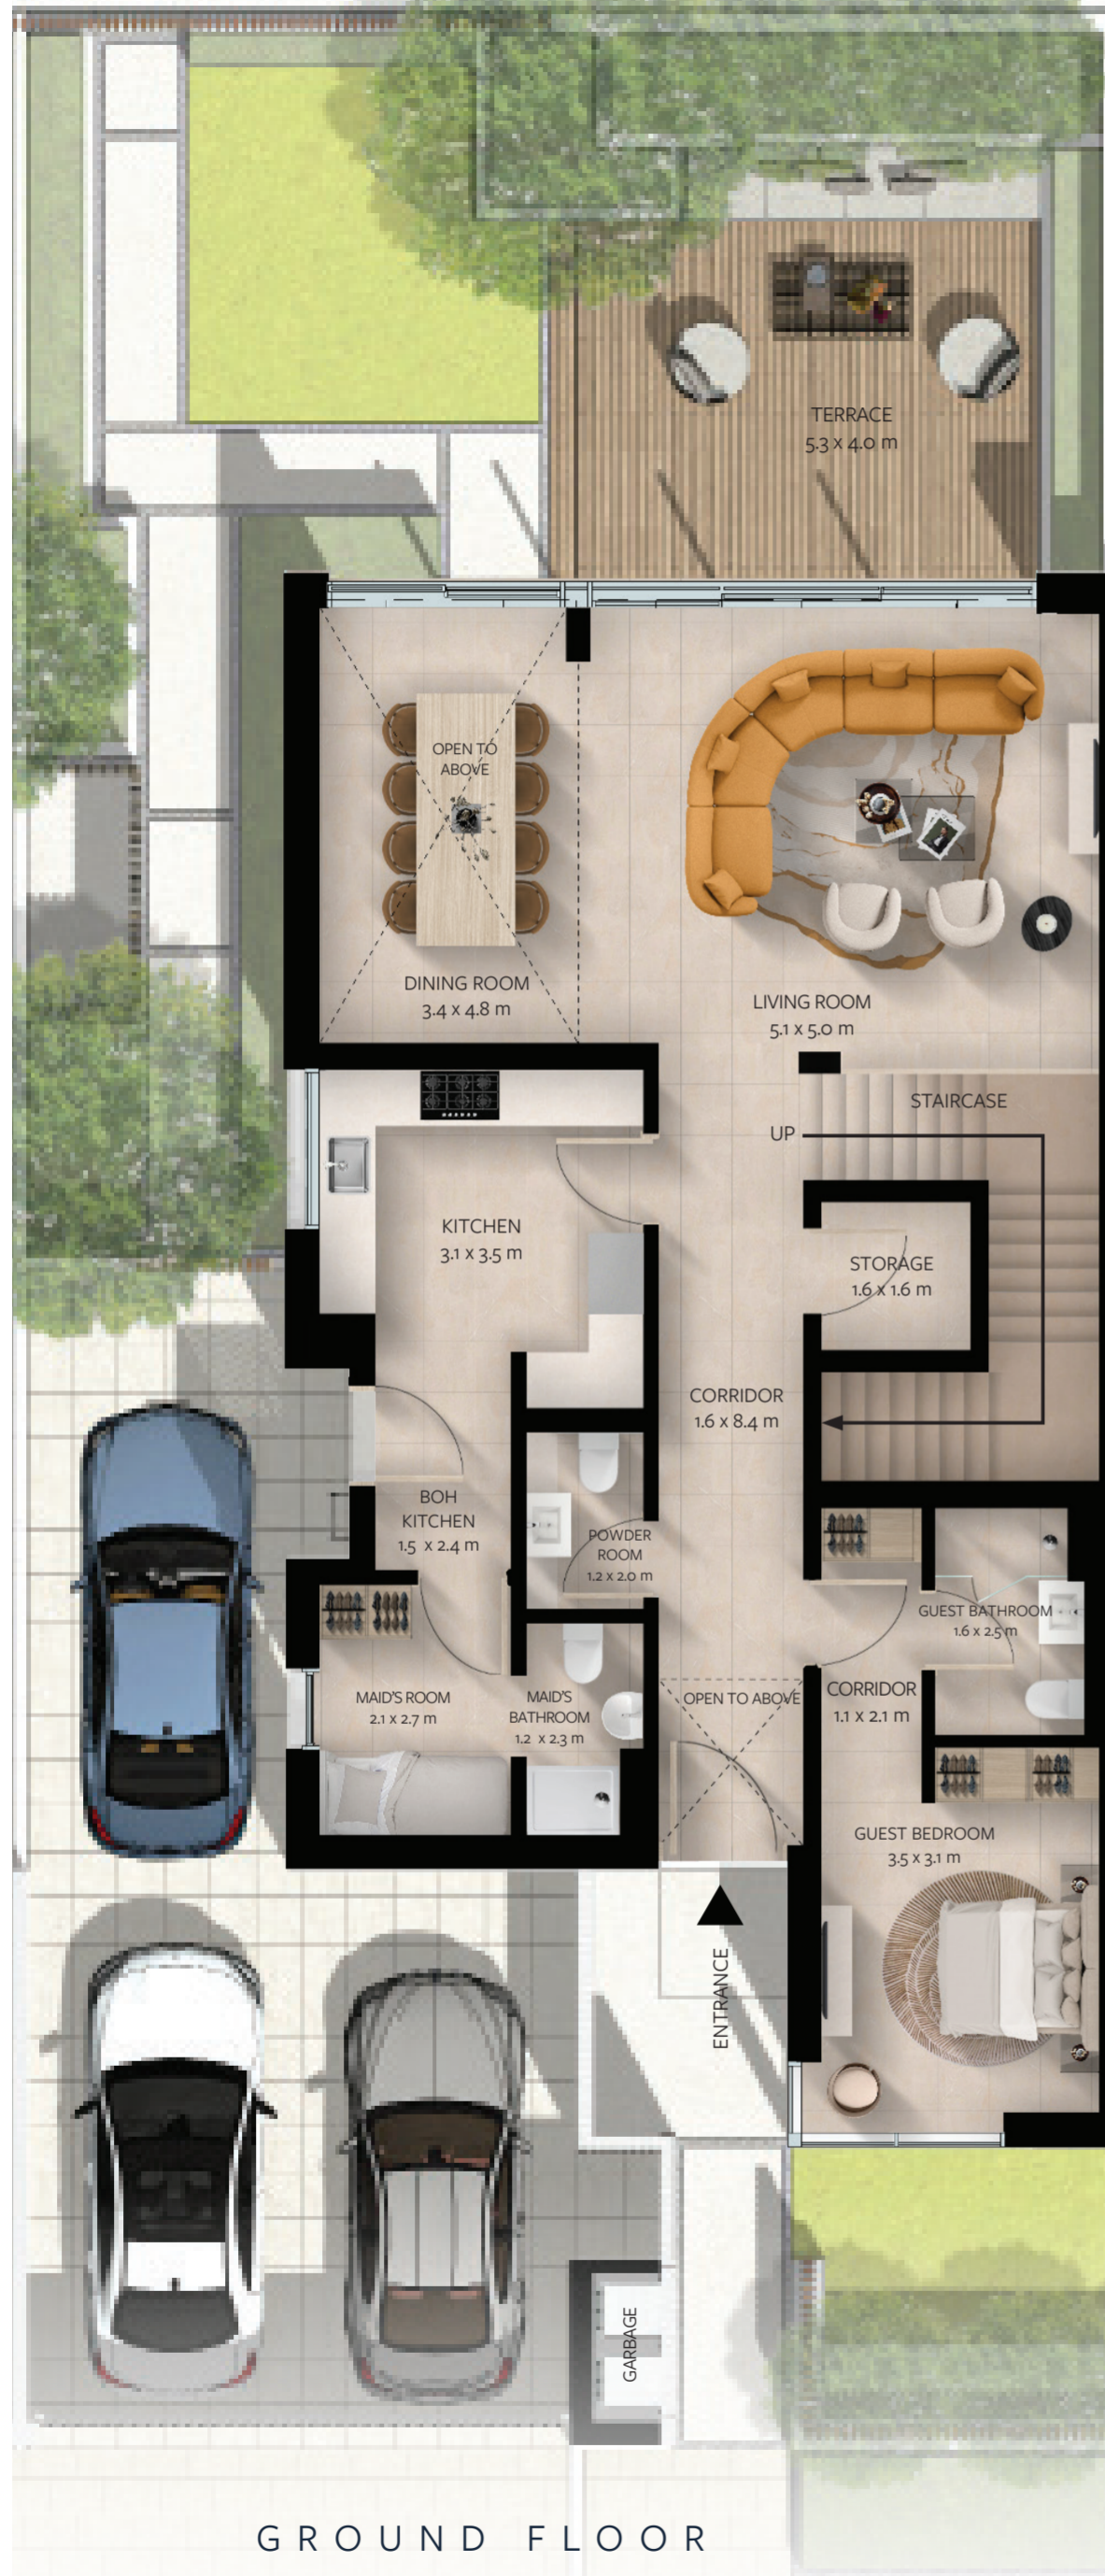 TERRACE
5.3 x 4.0 m
OPEN TO
ABOVE
DINING ROOM
3.4 x 4.8 m
LIVING ROOM
5.1 x 5.0 m
STAIRCASE
UP
KITCHEN
3.1 x 3.5 m
STORAGE
1.6 x 1.6 m
CORRIDOR
1.6 x 8.4 m
BOH
KITCHEN
1.5 x 2.4 m
POWDER
ROOM
1.2 x 2.0 m
GUEST BATHROOM
1.6 x 2.5 m
MAID'S ROOM
2.1 x 2.7 m
MAID'S
BATHROOM
1.2 x 2.3 m
OPEN TO ABOVE
CORRIDOR
1.1 x 2.1 m
GUEST BEDROOM
3.5 x 3.1 m
ENTRANCE
GARBAGE
GROUND FLOOR